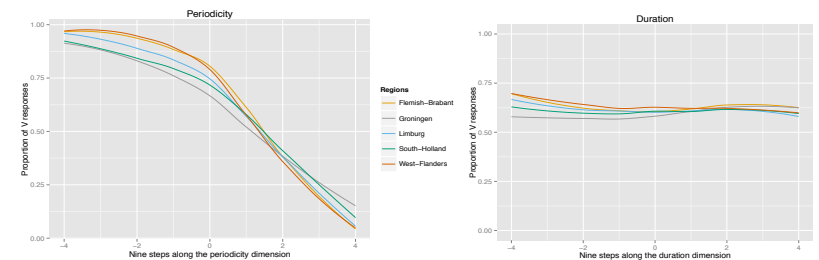 Periodicity
1.00
0.75
0.50
0.25
0.00
Proportion of V responses
−4
−2
0
2
4
Nine steps along the periodicity dimension
Regions
Flemish−Brabant
Groningen
Limburg
South−Holland
West−Flanders
Duration
1.00
0.75
0.50
0.25
0.00
Proportion of V responses
−4
−2
0
2
4
Nine steps along the duration dimension